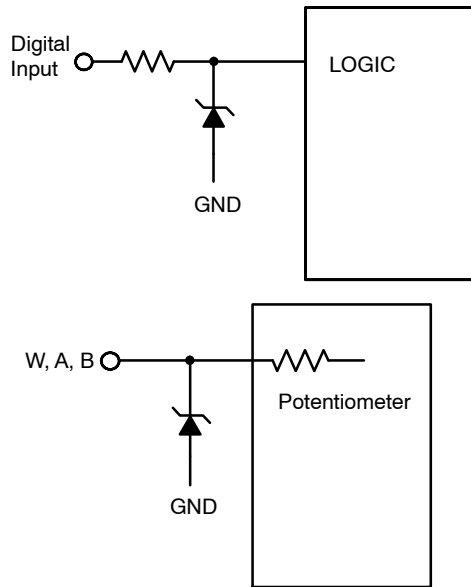 Digital
Input
LOGIC
GND
W, A, B
Potentiometer
GND